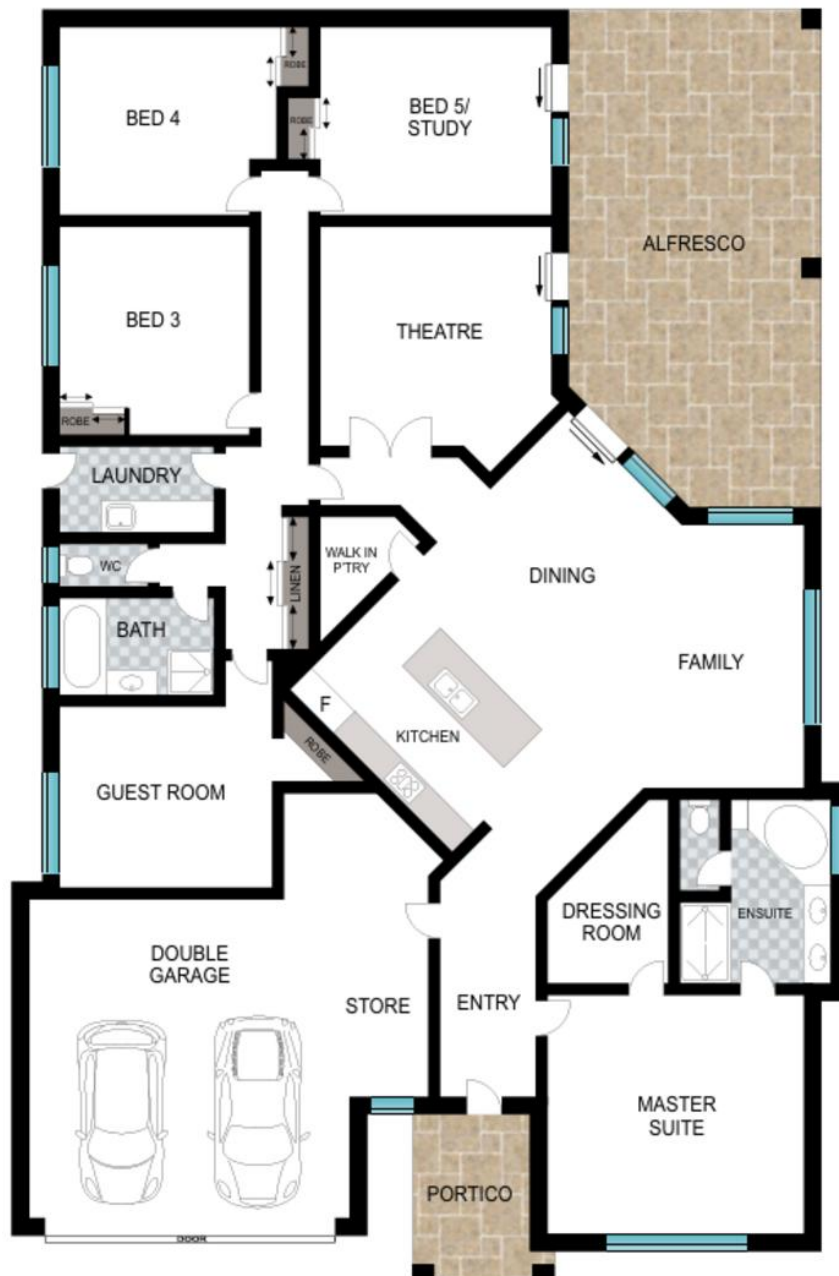 ROBE
BED 4
BED 5/
STUDY
ROBE
ALFRESCO
BED 3
THEATRE
ROBE
LAUNDRY
WALK IN
P'TRY
WC
LINEN
DINING
BATH
FAMILY
F
KITCHEN
ROBE
GUEST ROOM
DRESSING
ROOM
ENSUITE
DOUBLE
GARAGE
STORE
ENTRY
MASTER
SUITE
PORTICO
DOOR